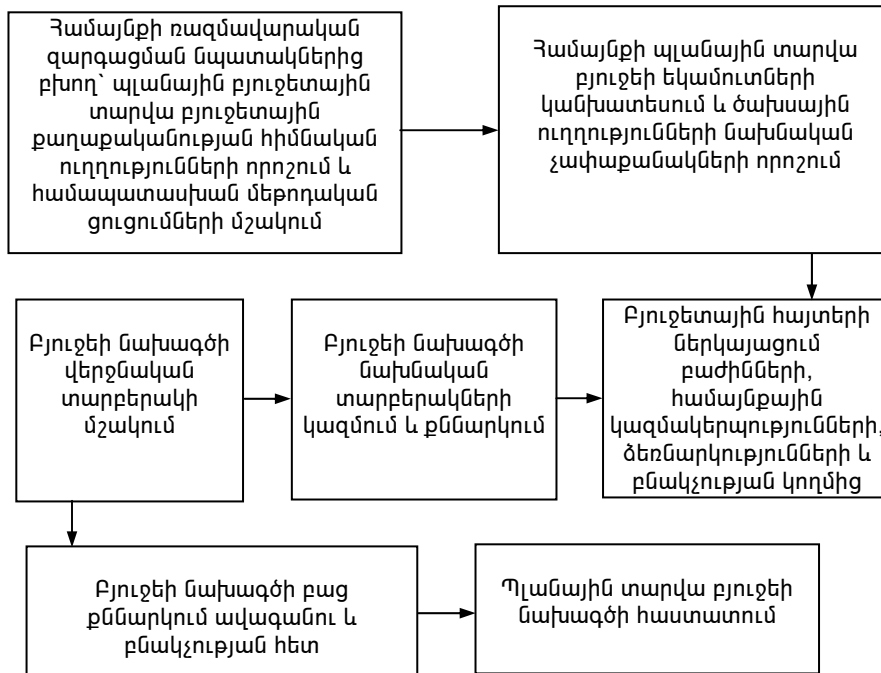 Համայնքի ռազմավարական
զարգացման նպատակներից
բխող՝ պլանային բյուջետային
տարվա բյուջետային
քաղաքականության հիմնական
ուղղությունների որոշում և
համապատասխան մեթոդական
ցուցումների մշակում
Համայնքի պլանային տարվա
բյուջեի եկամուտների
կանխատեսում և ծախսային
ուղղությունների նախնական
չափաքանակների որոշում
Բյուջեի նախագծի
վերջնական
տարբերակի
մշակում
Բյուջեի նախագծի
նախնական
տարբերակների
կազմում և քննարկում
Բյուջետային հայտերի
ներկայացում
բաժինների,
համայնքային
կազմակերպությունների,
ձեռնարկությունների և
բնակչության կողմից
Բյուջեի նախագծի բաց
քննարկում ավագանու և
բնակչության հետ
Պլանային տարվա բյուջեի
նախագծի հաստատում